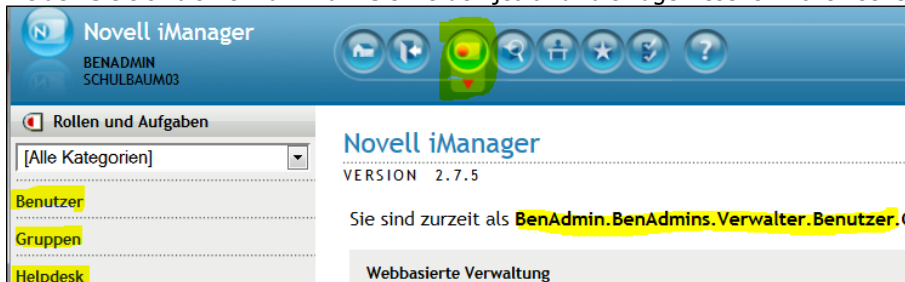 Novell iManager
BENADMIN
SCHULBAUM03
Rollen und Aufgaben
[Alle Kategorien]
Benutzer
Gruppen
Helpdesk
Novell iManager
VERSION 2.7.5
Sie sind zurzeit als BenAdmin.BenAdmins.Verwalter.Benutzer.
Webbasierte Verwaltung